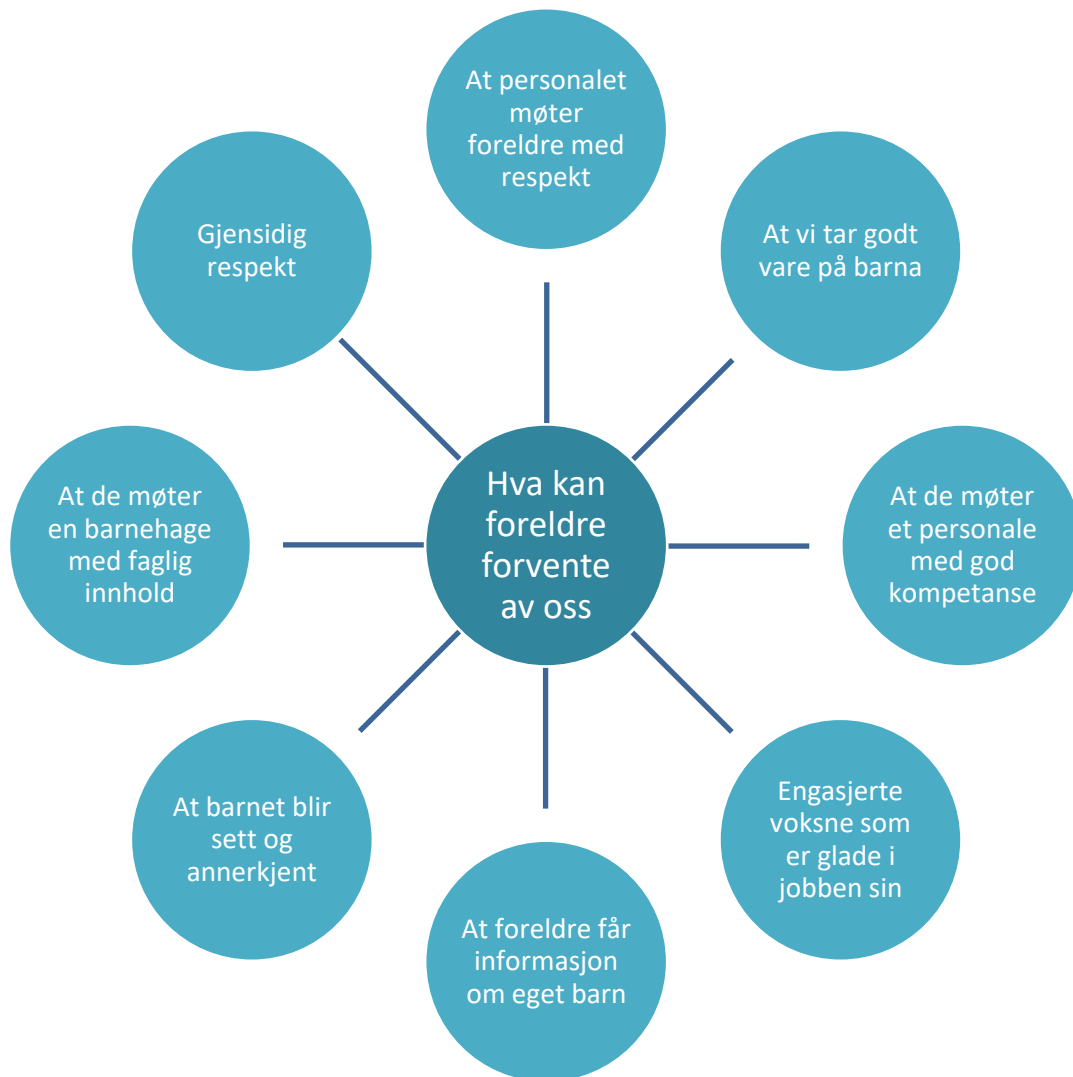 At personalet
møter
foreldre med
respekt
At vi tar godt
vare på barna
At de møter
et personale
med god
kompetanse
Engasjerte
voksne som
er glade i
jobben sin
At foreldre får
informasjon
om eget barn
At barnet blir
sett og
annerkjent
At de møter
en barnehage
med faglig
innhold
Gjensidig
respekt
Hva kan
foreldre
forvente
av oss